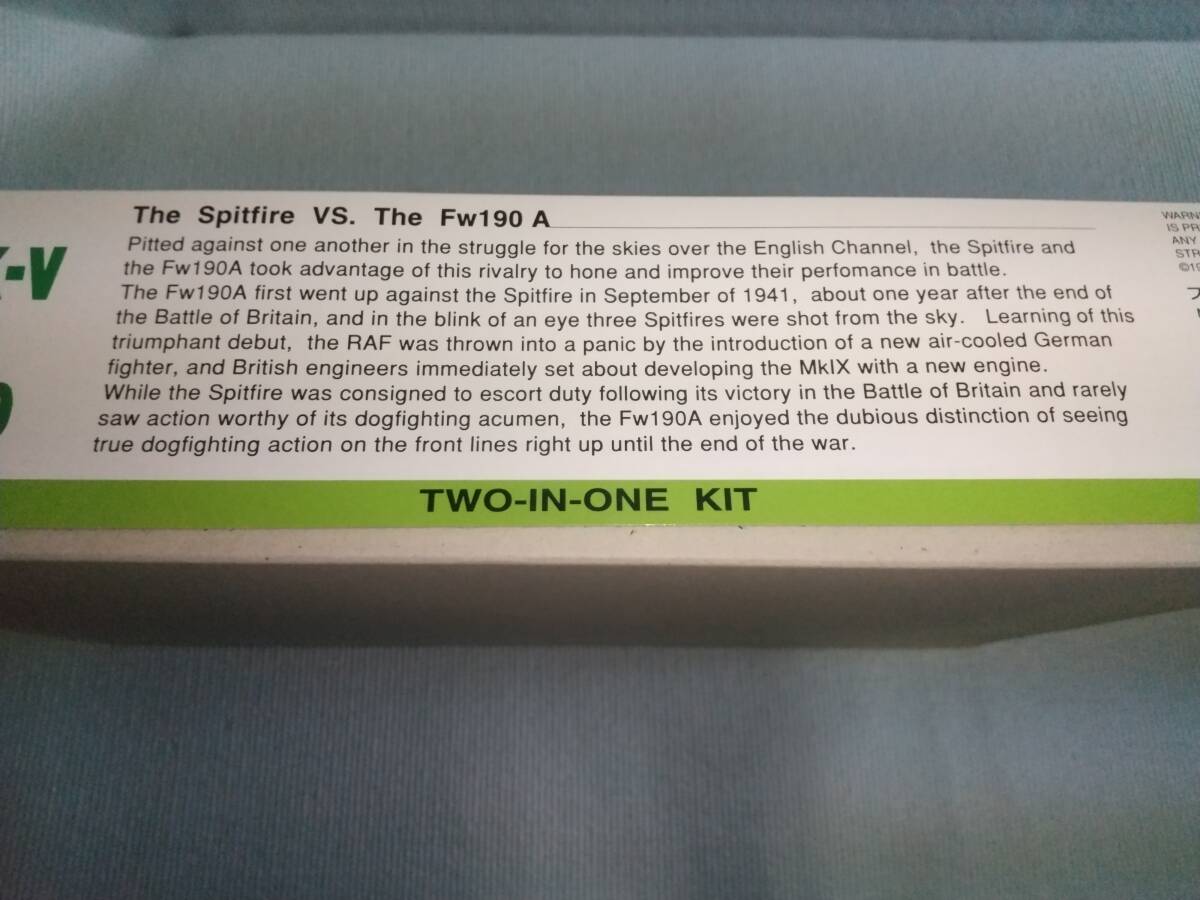 The Spitfire VS. The Fw190 A
Pitted against one another in the struggle for the skies over the English Channel, the Spitfire and
the Fw190A took advantage of this rivalry to hone and improve their perfomance in battle.
The Fw190A first went up against the Spitfire in September of 1941, about one year after the end of
the Battle of Britain, and in the blink of an eye three Spitfires were shot from the sky. Learning of this
triumphant debut, the RAF was thrown into a panic by the introduction of a new air-cooled German
fighter, and British engineers immediately set about developing the MkIX with a new engine.
While the Spitfire was consigned to escort duty following its victory in the Battle of Britain and rarely
saw action worthy of its dogfighting acumen, the Fw190A enjoyed the dubious distinction of seeing
true dogfighting action on the front lines right up until the end of the war.
TWO-IN-ONE KIT
-V
WARN
IS PR
ANY
STR
©19